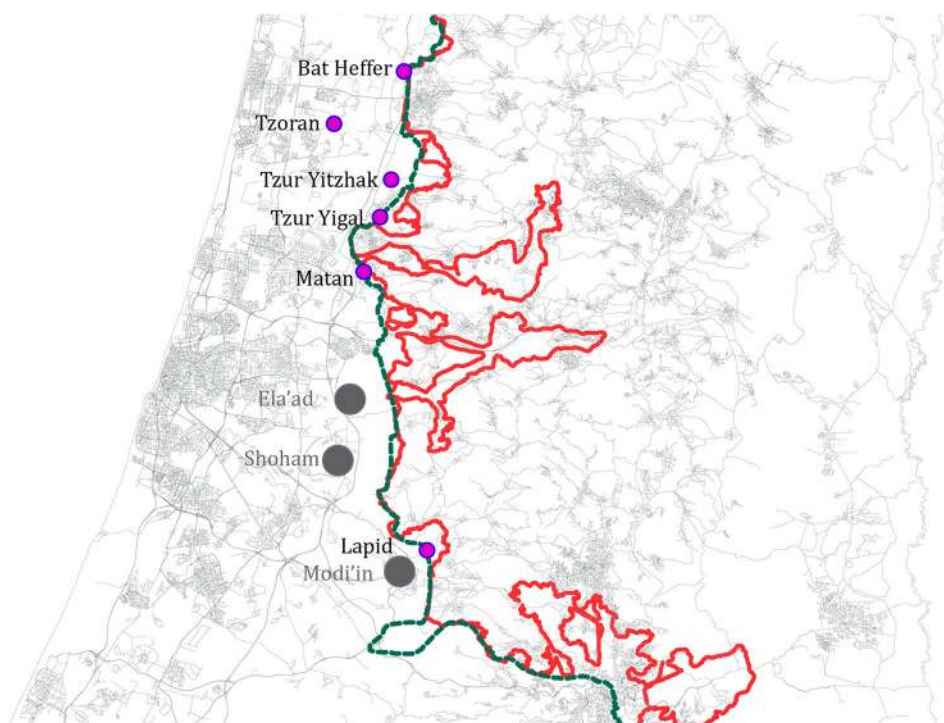 Bat Heffer
Tzoran
Tzur Yitzhak
Tzur Yigal
Matan
Ela'ad
Shoham
Lapid
Modi'in